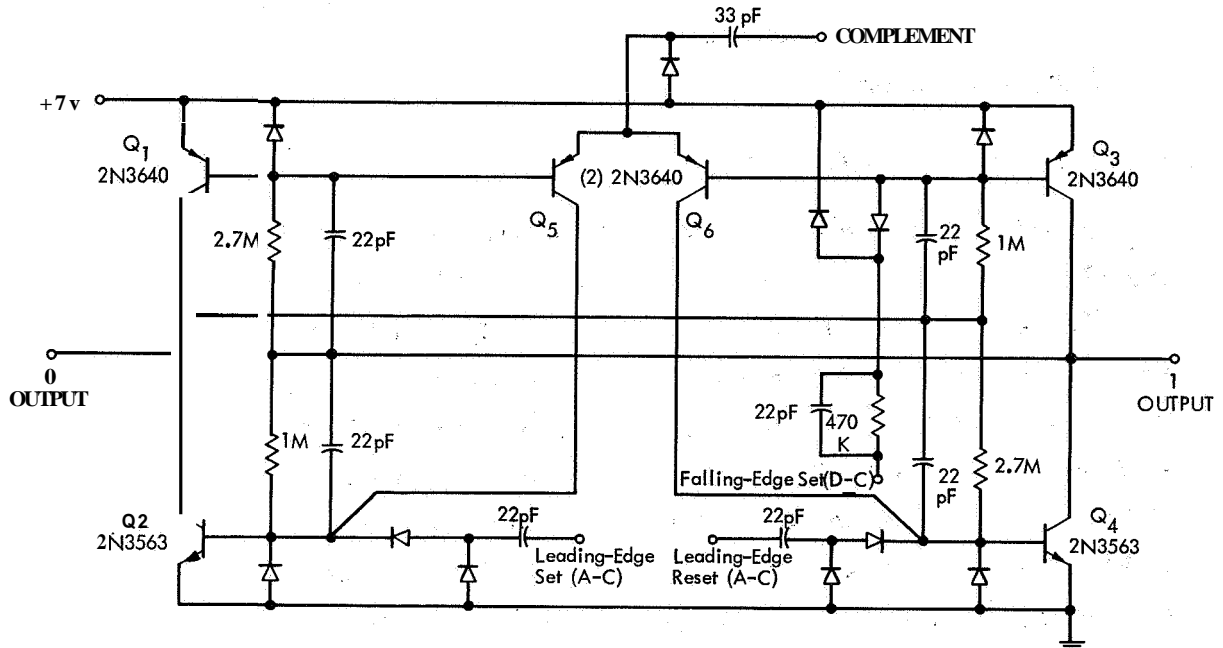 33 pF
COMPLEMENT
+7 v
Q1
2N3640
(2) 2N3640
Q3
2N3640
Q5
Q6
2.7M
22pF
22
pF
1M
0
OUTPUT
1
OUTPUT
1M
22pF
22pF
470
K
22
pF
2.7M
Falling-Edge Set(D-C)
Q2
2N3563
22pF
Leading-Edge
Set (A-C)
22pF
Leading-Edge
Reset (A-C)
Q4
2N3563